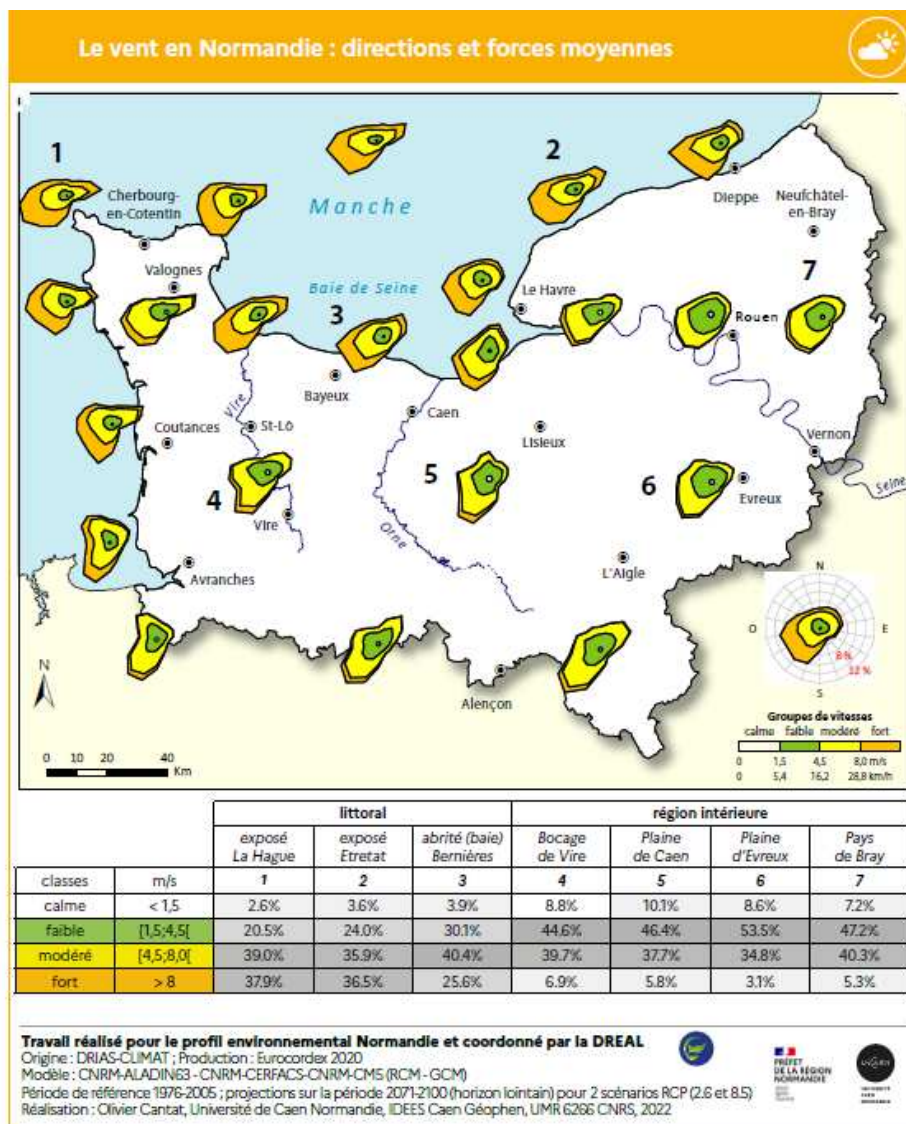 Le vent en Normandie : directions et forces moyennes
1
2
Cherbourg-
en-Cotentin
Manche
Dieppe
Neufchâtel-
en-Bray
Valognes
Baie de Seine
3
Le Havre
7
Rouen
Bayeux
Vire
Caen
Coutances
St-Lô
Lisieux
Vernon
Seine
4
5
6
Vire
Evreux
Orne
Avranches
L'Aigle
N
O
E
8 %
12 %
S
N
Alençon
Groupes de vitesses
calme faible modéré fort
0 1,5 4,5 8,0 m/s
0 5,4 16,2 28,8 km/h
0 10 20 40
Km
littoral région intérieure
exposé exposé abrité (baie) Bocage Plaine Plaine Pays
La Hague Etretat Bernières de Vire de Caen d'Evreux de Bray
classes m/s 1 2 3 4 5 6 7
calme < 1,5 2.6% 3.6% 3.9% 8.8% 10.1% 8.6% 7.2%
faible [1,5;4,5[ 20.5% 24.0% 30.1% 44.6% 46.4% 53.5% 47.2%
modéré [4,5;8,0[ 39.0% 35.9% 40.4% 39.7% 37.7% 34.8% 40.3%
fort > 8 37.9% 36.5% 25.6% 6.9% 5.8% 3.1% 5.3%
Travail réalisé pour le profil environnemental Normandie et coordonné par la DREAL
Origine : DRIAS-CLIMAT ; Production : Eurocordex 2020
Modèle : CNRM-ALADIN63 - CNRM-CERFACS-CNRM-CM5 (RCM - GCM)
Période de référence 1976-2005 ; projections sur la période 2071-2100 (horizon lointain) pour 2 scénarios RCP (2.6 et 8.5)
Réalisation : Olivier Cantat, Université de Caen Normandie, IDEES Caen Géophen, UMR 6266 CNRS, 2022
PRÉFET
DE LA RÉGION
NORMANDIE
UNICAEN
UNIVERSITÉ
CAEN
NORMANDIE